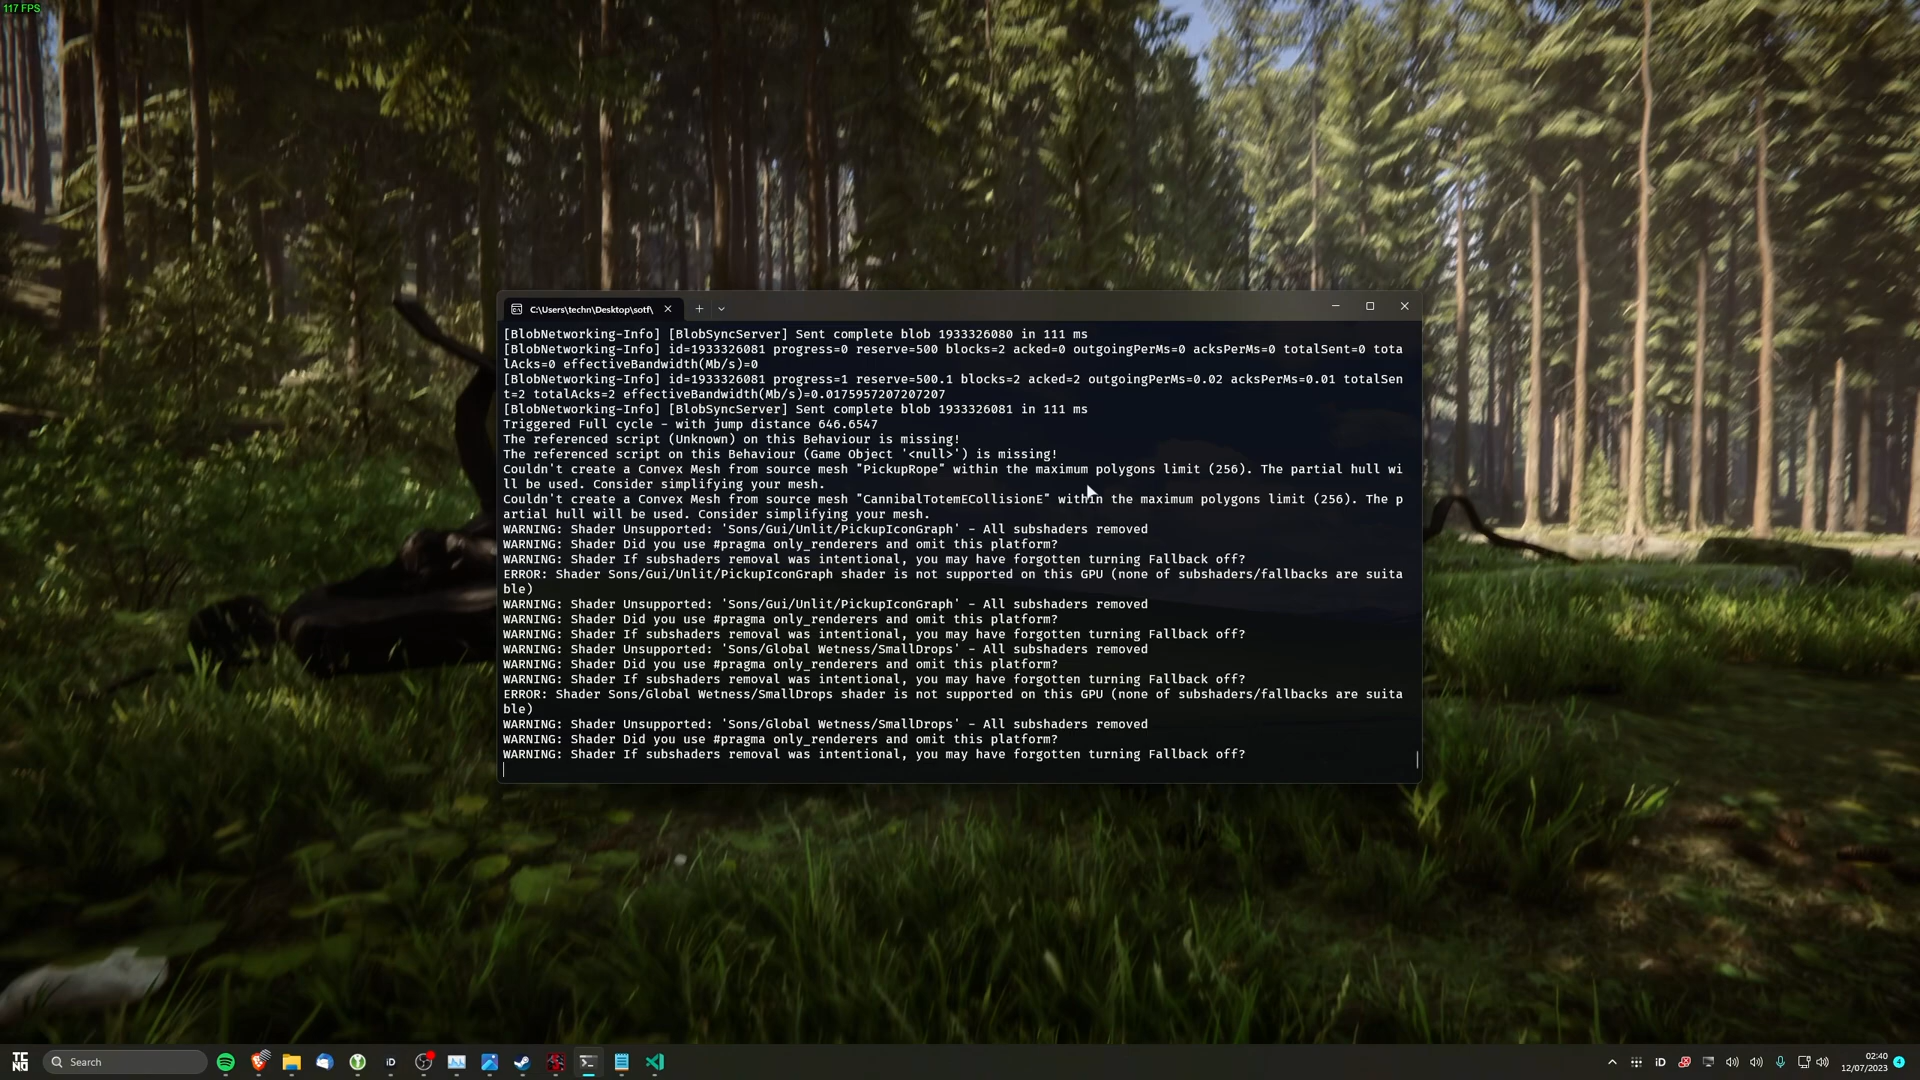 117 FPS
C:\Users\techn\Desktop\sotf\
[BlobNetworking-Info] [BlobSyncServer] Sent complete blob 1933326080 in 111 ms
[BlobNetworking-Info] id=1933326081 progress=0 reserve=500 blocks=2 acked=0 outgoingPerMs=0 acksPerMs=0 totalSent=0 tota
lAcks=0 effectiveBandwidth(Mb/s)=0
[BlobNetworking-Info] id=1933326081 progress=1 reserve=500.1 blocks=2 acked=2 outgoingPerMs=0.02 acksPerMs=0.01 totalSen
t=2 totalAcks=2 effectiveBandwidth(Mb/s)=0.0175957207207207
[BlobNetworking-Info] [BlobSyncServer] Sent complete blob 1933326081 in 111 ms
Triggered Full cycle - with jump distance 646.6547
The referenced script (Unknown) on this Behaviour is missing!
The referenced script on this Behaviour (Game Object '<null>') is missing!
Couldn't create a Convex Mesh from source mesh "PickupRope" within the maximum polygons limit (256). The partial hull wi
ll be used. Consider simplifying your mesh.
Couldn't create a Convex Mesh from source mesh "CannibalTotemECollisionE" within the maximum polygons limit (256). The p
artial hull will be used. Consider simplifying your mesh.
WARNING: Shader Unsupported: 'Sons/Gui/Unlit/PickupIconGraph' - All subshaders removed
WARNING: Shader Did you use #pragma only_renderers and omit this platform?
WARNING: Shader If subshaders removal was intentional, you may have forgotten turning Fallback off?
ERROR: Shader Sons/Gui/Unlit/PickupIconGraph shader is not supported on this GPU (none of subshaders/fallbacks are suita
ble)
WARNING: Shader Unsupported: 'Sons/Gui/Unlit/PickupIconGraph' - All subshaders removed
WARNING: Shader Did you use #pragma only_renderers and omit this platform?
WARNING: Shader If subshaders removal was intentional, you may have forgotten turning Fallback off?
WARNING: Shader Unsupported: 'Sons/Global Wetness/SmallDrops' - All subshaders removed
WARNING: Shader Did you use #pragma only_renderers and omit this platform?
WARNING: Shader If subshaders removal was intentional, you may have forgotten turning Fallback off?
ERROR: Shader Sons/Global Wetness/SmallDrops shader is not supported on this GPU (none of subshaders/fallbacks are suita
ble)
WARNING: Shader Unsupported: 'Sons/Global Wetness/SmallDrops' - All subshaders removed
WARNING: Shader Did you use #pragma only_renderers and omit this platform?
WARNING: Shader If subshaders removal was intentional, you may have forgotten turning Fallback off?
TC
NO
Search
iD
iD
02:40
12/07/2023
4